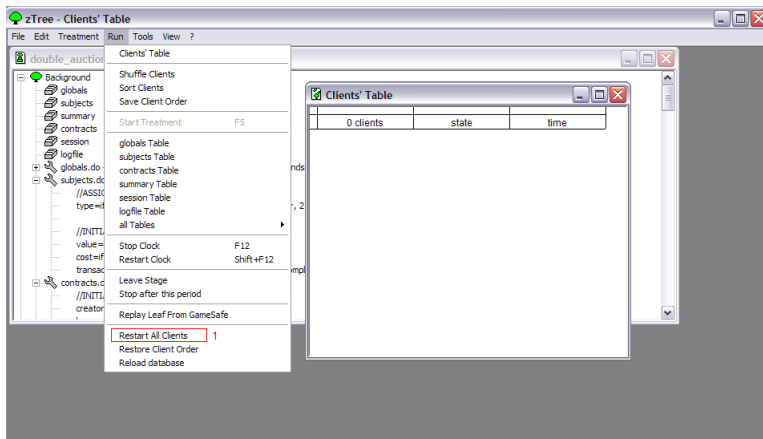 zTree - Clients' Table
File Edit Treatment Run Tools View ?
double_auction
Background
globals
subjects
summary
contracts
session
logfile
globals.do
subjects.do
//ASSIG
type=if
//INITI
value=
cost=if
transac
contracts.d
//INITI
creator
Clients' Table
Shuffle Clients
Sort Clients
Save Client Order
Start Treatment F5
globals Table
subjects Table
contracts Table
summary Table
session Table
logfile Table
all Tables
Stop Clock F12
Restart Clock Shift+F12
Leave Stage
Stop after this period
Replay Leaf From GameSafe
Restart All Clients 1
Restore Client Order
Reload database
nds
, 2
mpl
Clients' Table
0 clients state time